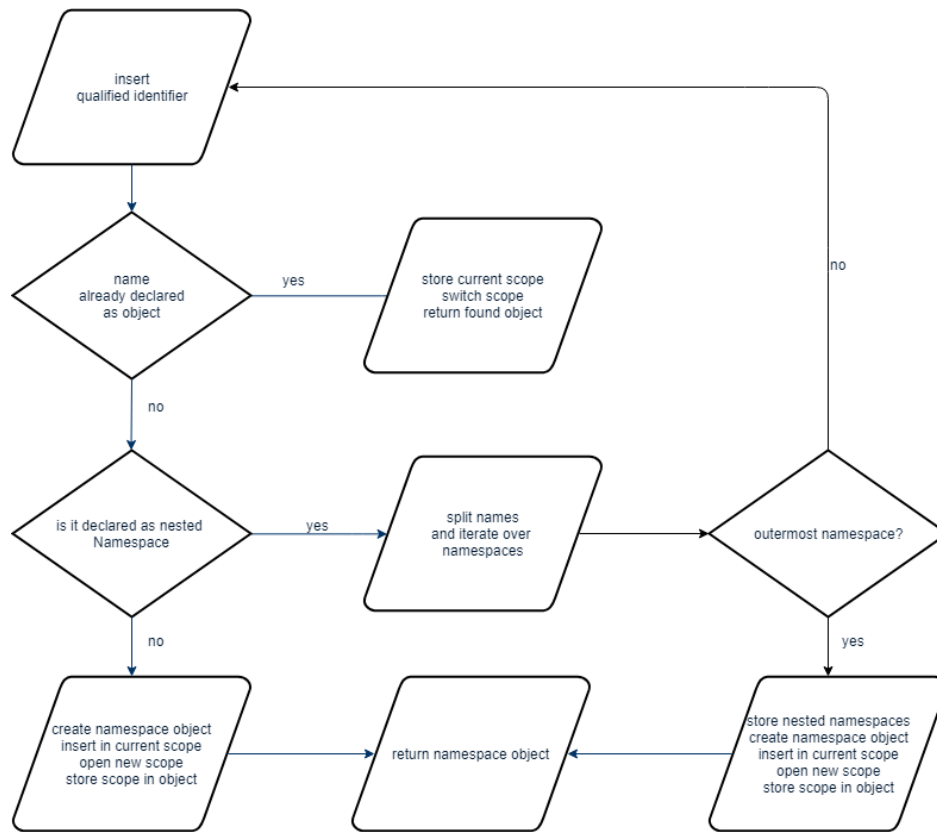 insert
qualified identifier
name
already declared
as object
yes
store current scope
switch scope
return found object
no
no
is it declared as nested
Namespace
yes
split names
and iterate over
namespaces
outermost namespace?
no
yes
create namespace object
insert in current scope
open new scope
store scope in object
return namespace object
store nested namespaces
create namespace object
insert in current scope
open new scope
store scope in object